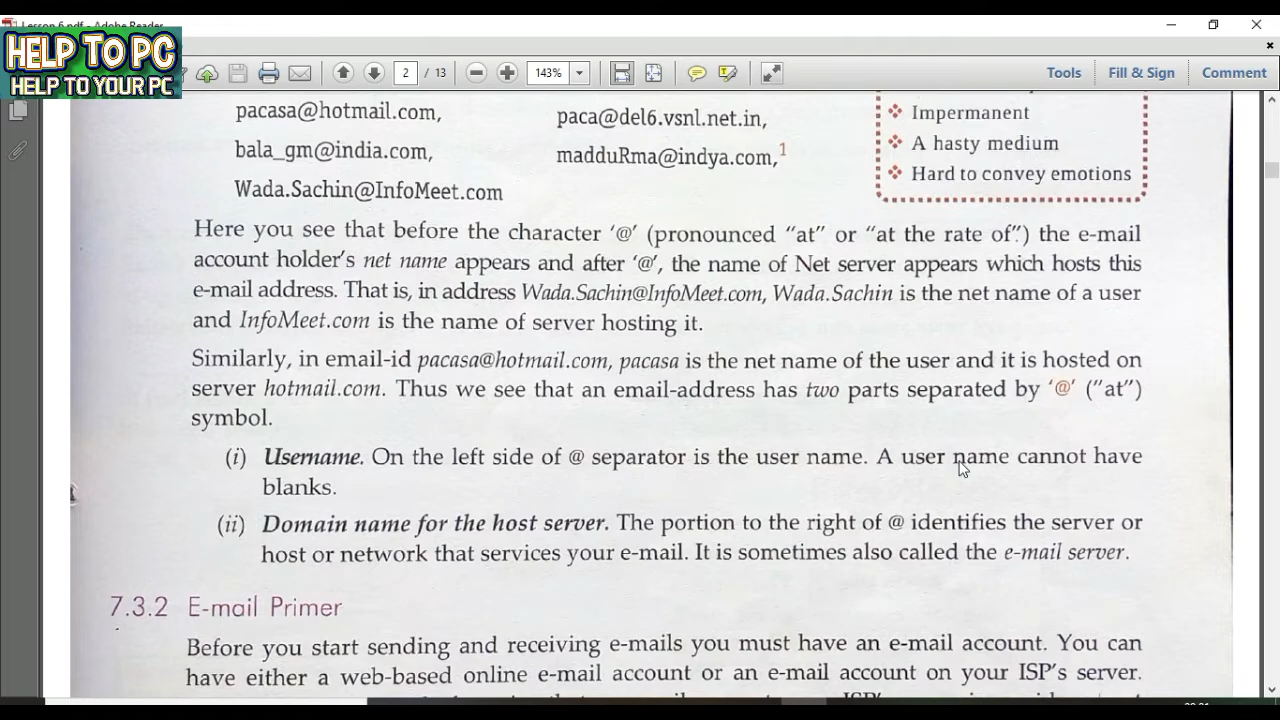 Lesson 6.pdf - Adobe Reader
HELP TO PC
HELP TO YOUR PC
2 / 13
143%
Tools
Fill & Sign
Comment
pacasa@hotmail.com,
paca@del6.vsnl.net.in,
bala_gm@india.com,
madduRma@indya.com,1
Wada.Sachin@InfoMeet.com
Impermanent
A hasty medium
Hard to convey emotions
Here you see that before the character '@' (pronounced "at" or "at the rate of".) the e-mail
account holder's net name appears and after '@', the name of Net server appears which hosts this
e-mail address. That is, in address Wada.Sachin@InfoMeet.com, Wada.Sachin is the net name of a user
and InfoMeet.com is the name of server hosting it.
Similarly, in email-id pacasa@hotmail.com, pacasa is the net name of the user and it is hosted on
server hotmail.com. Thus we see that an email-address has two parts separated by '@' ("at")
symbol.
(i) Username. On the left side of @ separator is the user name. A user name cannot have
blanks.
(ii) Domain name for the host server. The portion to the right of @ identifies the server or
host or network that services your e-mail. It is sometimes also called the e-mail server.
7.3.2 E-mail Primer
Before you start sending and receiving e-mails you must have an e-mail account. You can
have either a web-based online e-mail account or an e-mail account on your ISP's server.